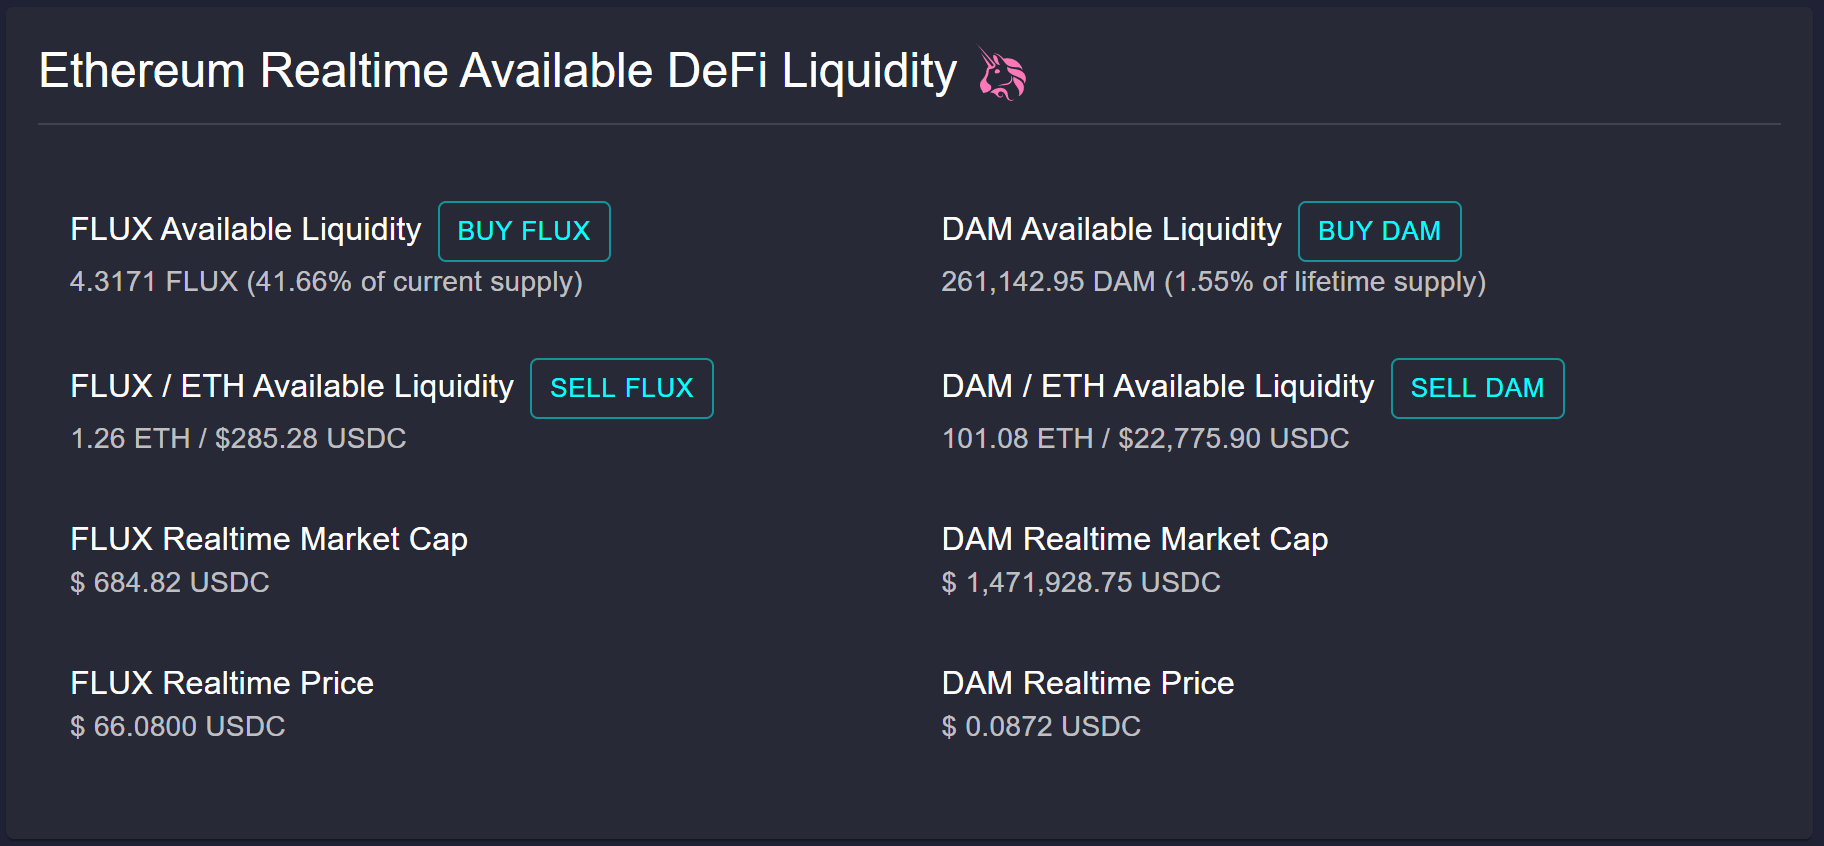 Ethereum Realtime Available DeFi Liquidity
FLUX Available Liquidity BUY FLUX
4.3171 FLUX (41.66% of current supply)
DAM Available Liquidity BUY DAM
261,142.95 DAM (1.55% of lifetime supply)
FLUX / ETH Available Liquidity SELL FLUX
1.26 ETH / $285.28 USDC
DAM / ETH Available Liquidity SELL DAM
101.08 ETH / $22,775.90 USDC
FLUX Realtime Market Cap
$ 684.82 USDC
DAM Realtime Market Cap
$ 1,471,928.75 USDC
FLUX Realtime Price
$ 66.0800 USDC
DAM Realtime Price
$ 0.0872 USDC